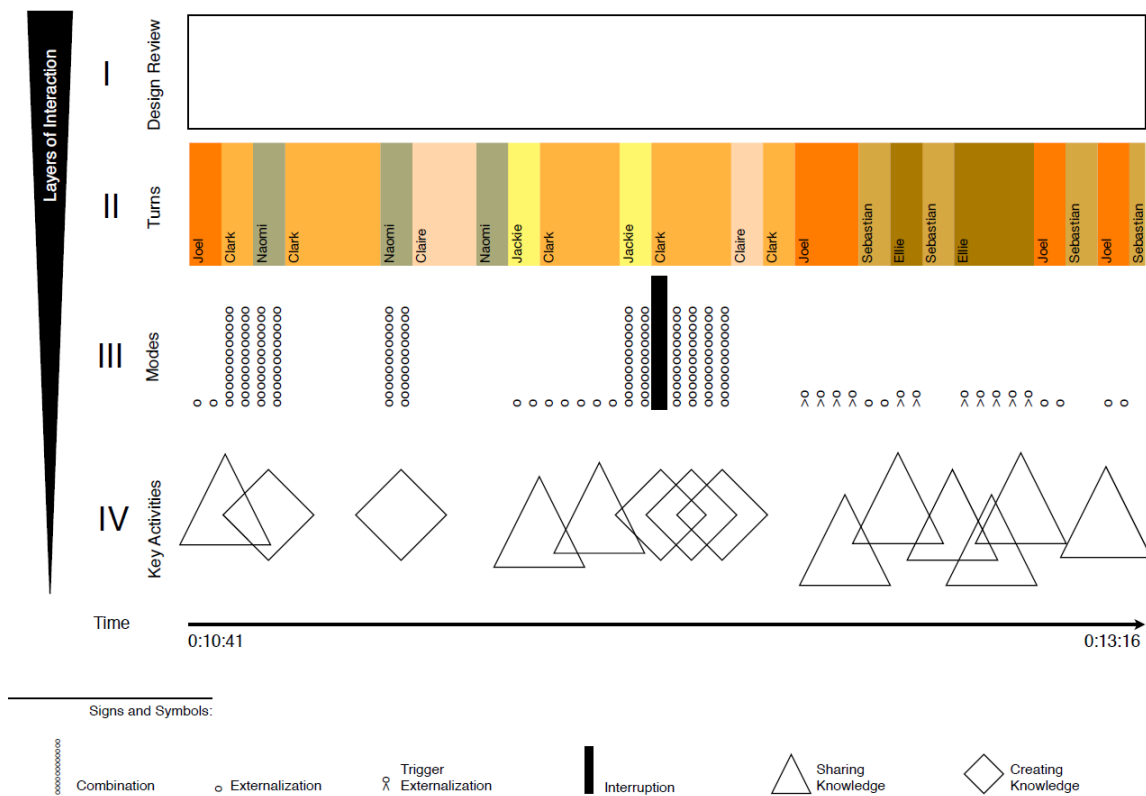 Layers of Interaction
I
Design Review
II
Turns
Joel
Clark
Naomi
Clark
Naomi
Claire
Naomi
Jackie
Clark
Jackie
Clark
Claire
Clark
Joel
Sebastian
Ellie
Sebastian
Ellie
Joel
Sebastian
Joel
Sebastian
III
Modes
IV
Key Activities
Time
0:10:41
0:13:16
Signs and Symbols:
Combination
Externalization
Trigger
Externalization
Interruption
Sharing
Knowledge
Creating
Knowledge